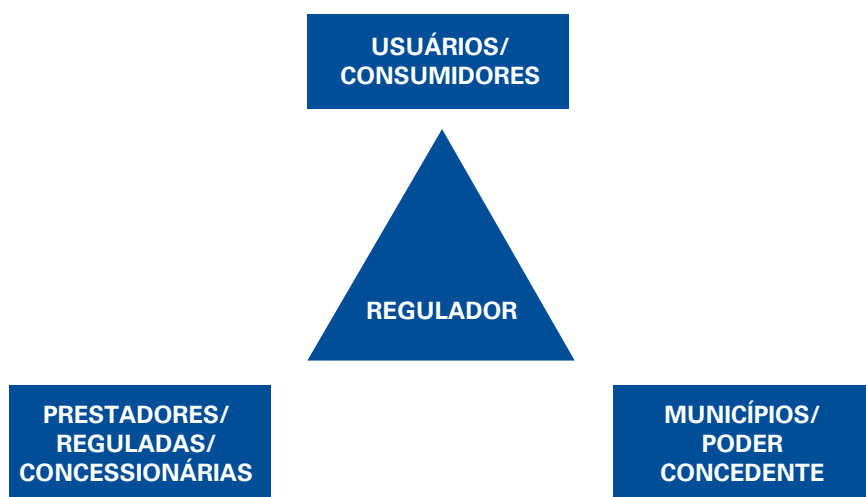 USUÁRIOS/
CONSUMIDORES
REGULADOR
PRESTADORES/
REGULADAS/
CONCESSIONÁRIAS
MUNICÍPIOS/
PODER
CONCEDENTE